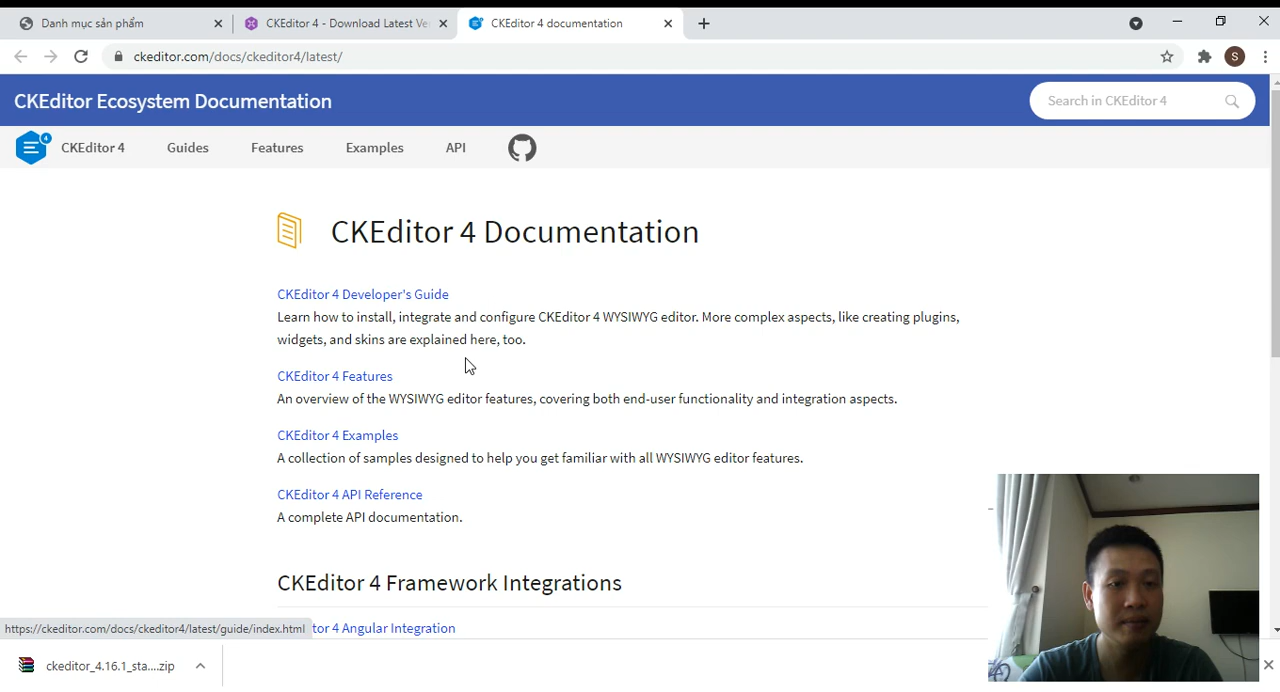 Danh mục sản phẩm
CKEditor 4 - Download Latest Ve
CKEditor 4 documentation
ckeditor.com/docs/ckeditor4/latest/
S
CKEditor Ecosystem Documentation
Search in CKEditor 4
4
CKEditor 4
Guides
Features
Examples
API
CKEditor 4 Documentation
CKEditor 4 Developer's Guide
Learn how to install, integrate and configure CKEditor 4 WYSIWYG editor. More complex aspects, like creating plugins,
widgets, and skins are explained here, too.
CKEditor 4 Features
An overview of the WYSIWYG editor features, covering both end-user functionality and integration aspects.
CKEditor 4 Examples
A collection of samples designed to help you get familiar with all WYSIWYG editor features.
CKEditor 4 API Reference
A complete API documentation.
CKEditor 4 Framework Integrations
https://ckeditor.com/docs/ckeditor4/latest/guide/index.html
tor 4 Angular Integration
ckeditor_4.16.1_sta....zip